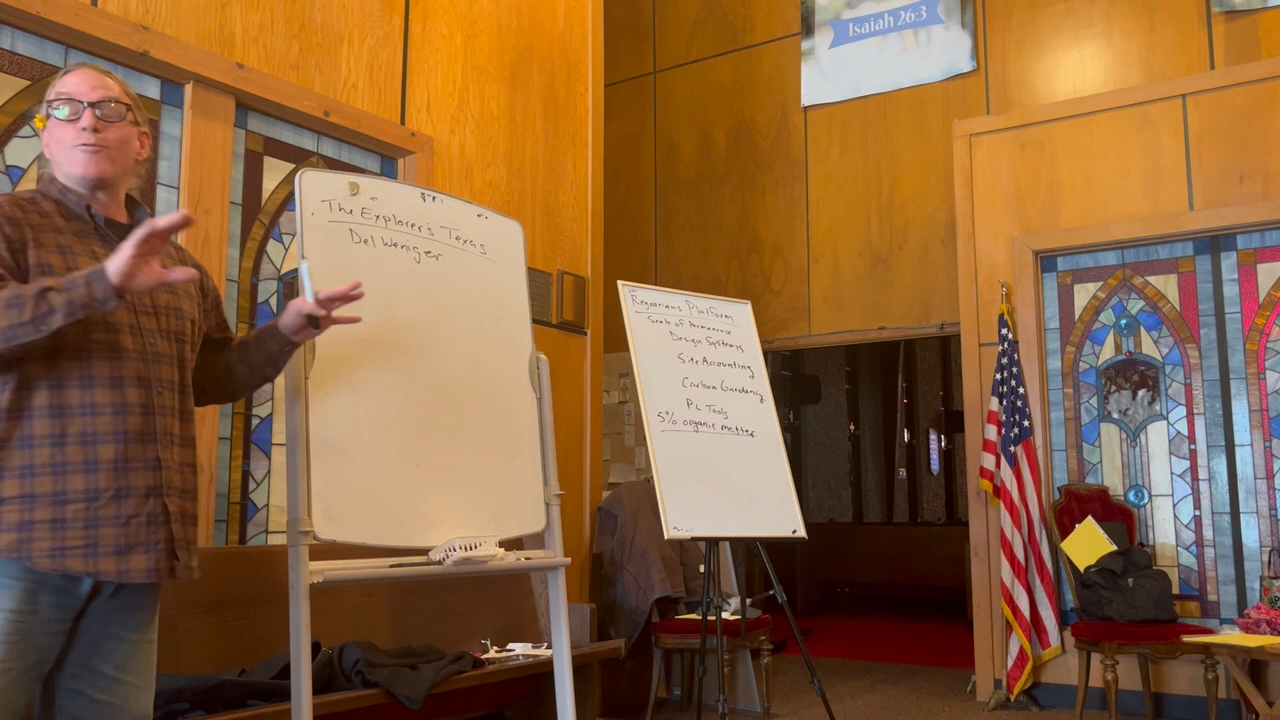 The Explorer's Texas
Del Weniger
Isaiah 26:3
Regrarians Platform
Scale of Permanence
Design Systems
Site Accounting
Carbon Gardening
PL Tools
5% organic matter